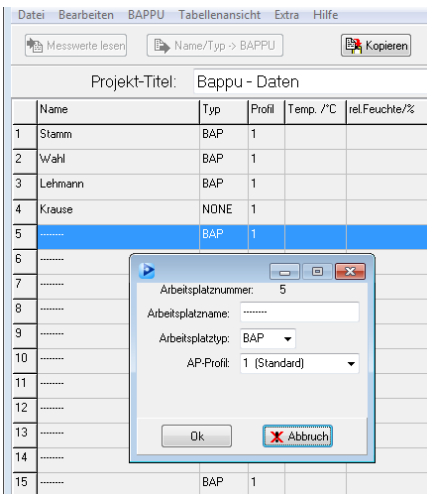 Datei Bearbeiten BAPPU Tabellenansicht Extra Hilfe
Messwerte lesen Name/Typ -> BAPPU Kopieren
Projekt-Titel: Bappu - Daten
Name Typ Profil Temp. /°C rel.Feuchte/%
1 Stamm BAP 1
2 Wahl BAP 1
3 Lehmann BAP 1
4 Krause NONE 1
5 -------- BAP 1
6 --------
7 --------
8 --------
9 --------
10 --------
11 --------
12 --------
13 --------
14 --------
15 -------- BAP 1
Arbeitsplatznummer: 5
Arbeitsplatzname: --------
Arbeitsplatztyp: BAP
AP-Profil: 1 (Standard)
Ok Abbruch